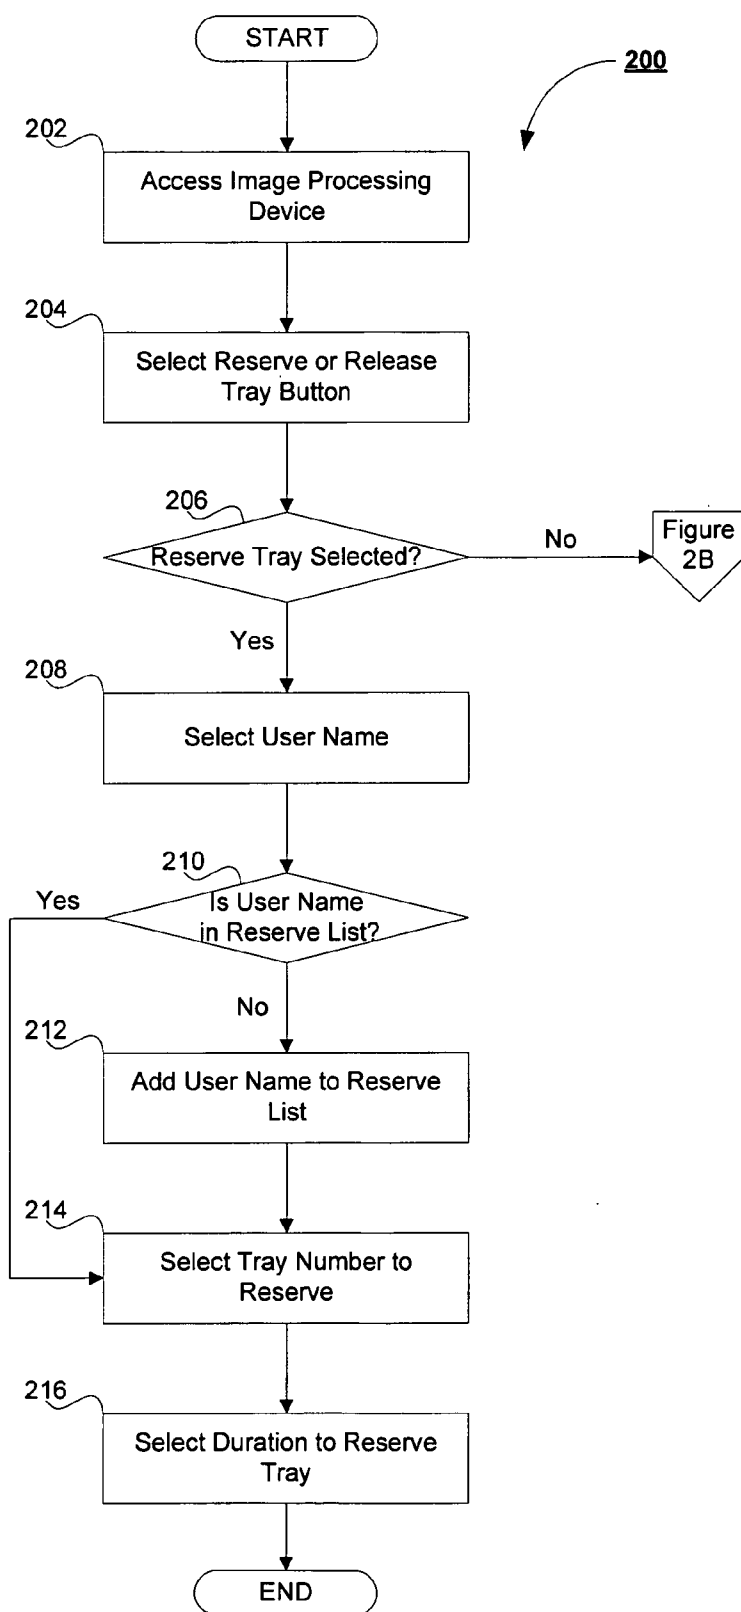 START
200
202
Access Image Processing
Device
204
Select Reserve or Release
Tray Button
206
Reserve Tray Selected?
No
Figure
2B
Yes
208
Select User Name
210
Yes
Is User Name
in Reserve List?
No
212
Add User Name to Reserve
List
214
Select Tray Number to
Reserve
216
Select Duration to Reserve
Tray
END